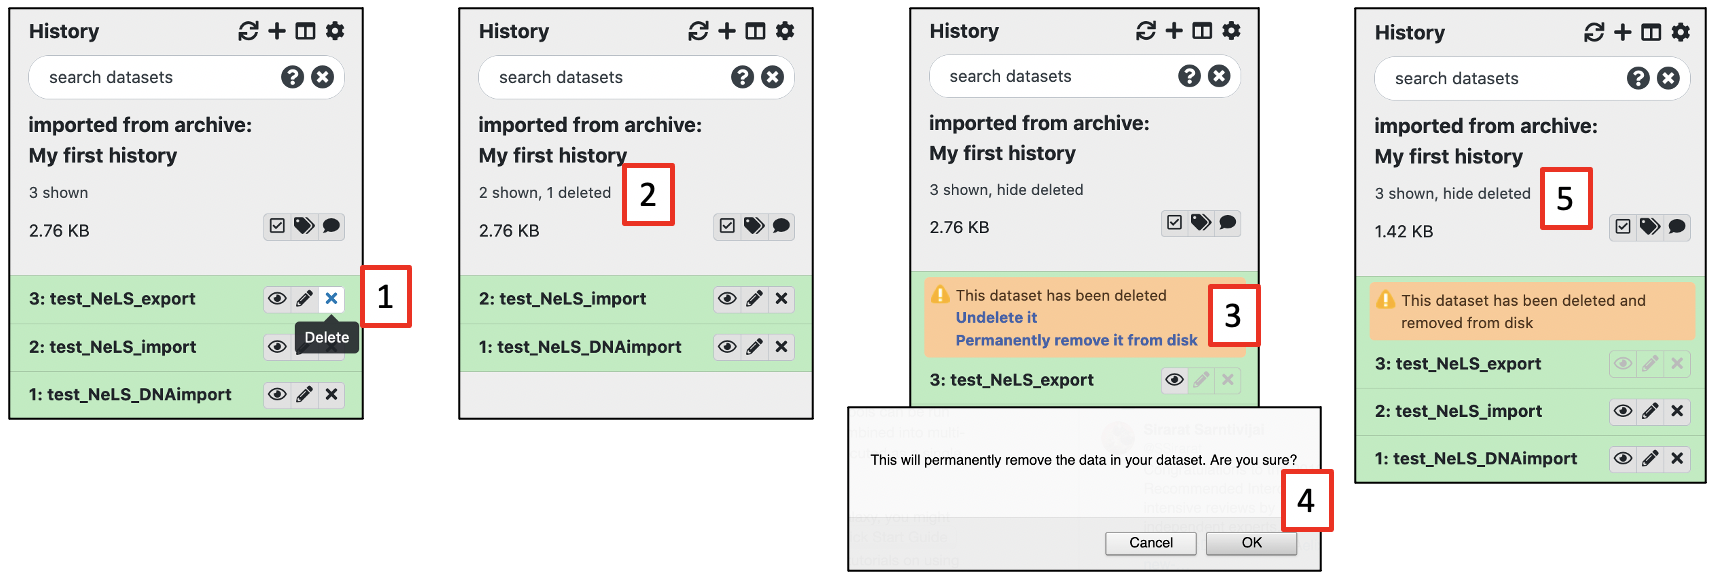 History
search datasets
imported from archive:
My first history
3 shown
2.76 KB
3: test_NeLS_export
1
Delete
2: test_NeLS_import
1: test_NeLS_DNAimport
History
search datasets
imported from archive:
My first history
2 shown, 1 deleted
2
2.76 KB
2: test_NeLS_import
1: test_NeLS_DNAimport
History
search datasets
imported from archive:
My first history
3 shown, hide deleted
2.76 KB
This dataset has been deleted
Undelete it
Permanently remove it from disk
3
3: test_NeLS_export
This will permanently remove the data in your dataset. Are you sure?
4
Cancel
OK
History
search datasets
imported from archive:
My first history
3 shown, hide deleted
5
1.42 KB
This dataset has been deleted and
removed from disk
3: test_NeLS_export
2: test_NeLS_import
1: test_NeLS_DNAimport